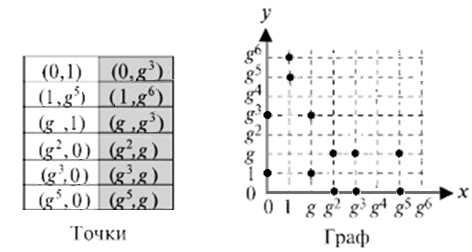 (0,1) (0,g³)
(1,g⁵) (1,g⁶)
(g ,1) (g ,g³)
(g²,0) (g²,g)
(g³,0) (g³,g)
(g⁵,0) (g⁵,g)
Точки
y
g⁶
g⁵
g⁴
g³
g²
g
1
0
0 1 g g² g³ g⁴ g⁵ g⁶ x
Граф